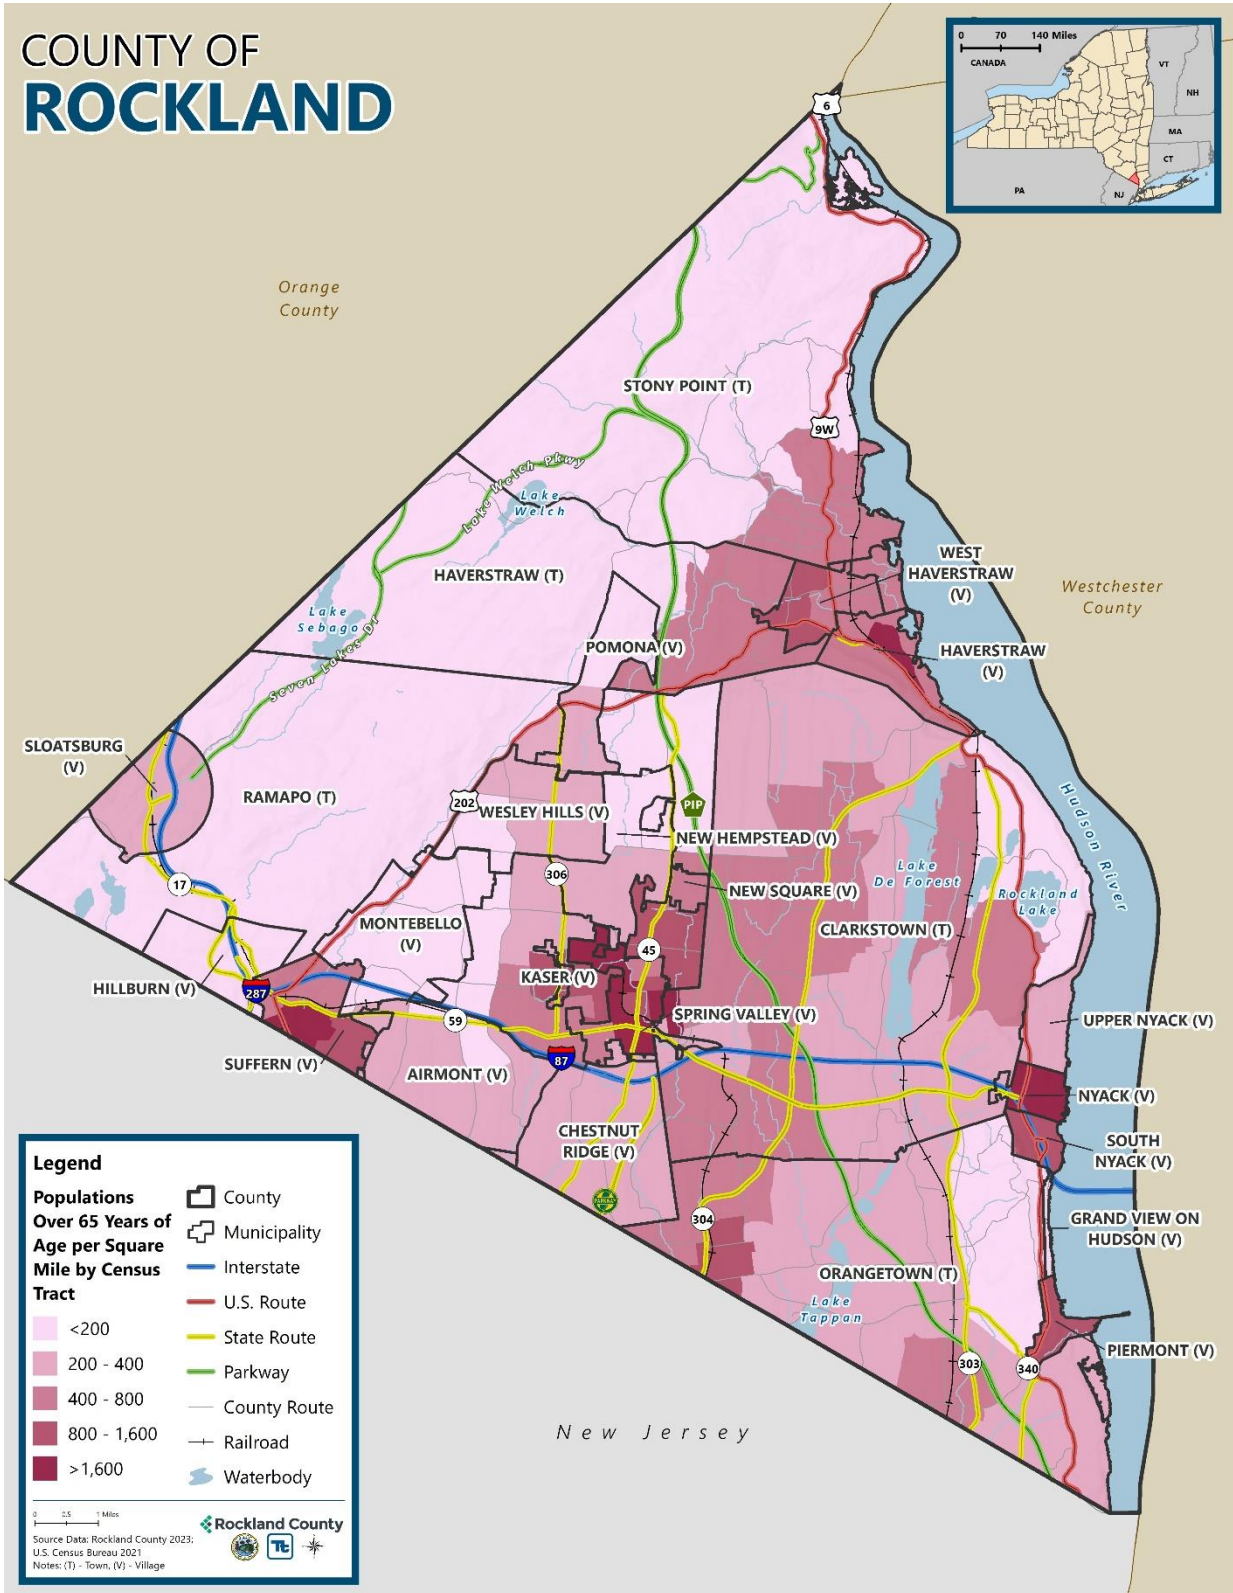 COUNTY OF
ROCKLAND
0 70 140 Miles
CANADA
VT
NH
MA
CT
PA
NJ
6
Orange
County
STONY POINT (T)
9W
Lake Welch Pkwy
Lake
Welch
HAVERSTRAW (T)
WEST
HAVERSTRAW
(V)
Westchester
County
Lake
Sebago
Seven Lakes Dr
POMONA (V)
HAVERSTRAW
(V)
SLOATSBURG
(V)
RAMAPO (T)
202
WESLEY HILLS (V)
PIP
Hudson River
NEW HEMPSTEAD (V)
17
306
NEW SQUARE (V)
Lake
De Forest
Rockland
Lake
MONTEBELLO
(V)
CLARKSTOWN (T)
45
KASER (V)
HILLBURN (V)
287
59
SPRING VALLEY (V)
UPPER NYACK (V)
SUFFERN (V)
87
AIRMONT (V)
NYACK (V)
CHESTNUT
RIDGE (V)
SOUTH
NYACK (V)
PARKWAY
304
GRAND VIEW ON
HUDSON (V)
ORANGETOWN (T)
Lake
Tappan
303
340
PIERMONT (V)
New Jersey
Legend
Populations
Over 65 Years of
Age per Square
Mile by Census
Tract
<200
200 - 400
400 - 800
800 - 1,600
>1,600
County
Municipality
Interstate
U.S. Route
State Route
Parkway
County Route
Railroad
Waterbody
0 0.5 1 Miles
Rockland County
Source Data: Rockland County 2023;
U.S. Census Bureau 2021
Notes: (T) - Town, (V) - Village
Tt